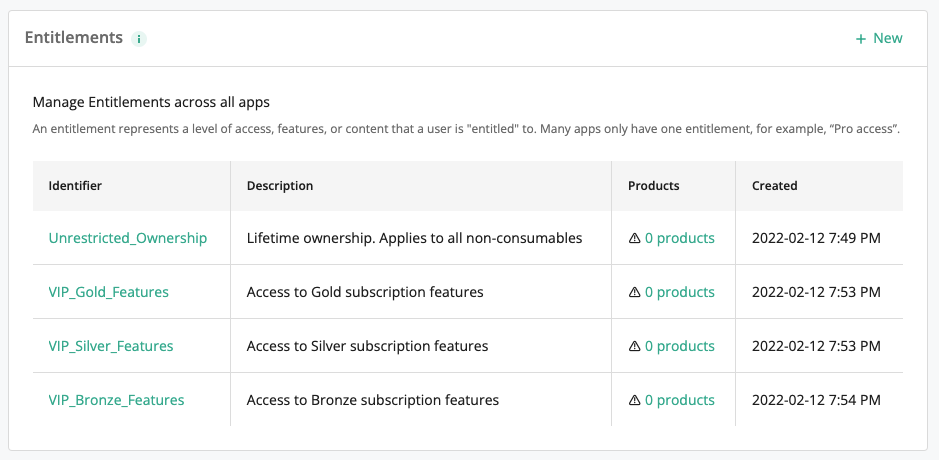 Entitlements i
+ New
Manage Entitlements across all apps
An entitlement represents a level of access, features, or content that a user is "entitled" to. Many apps only have one entitlement, for example, “Pro access”.
Identifier Description Products Created
Unrestricted_Ownership Lifetime ownership. Applies to all non-consumables 0 products 2022-02-12 7:49 PM
VIP_Gold_Features Access to Gold subscription features 0 products 2022-02-12 7:53 PM
VIP_Silver_Features Access to Silver subscription features 0 products 2022-02-12 7:53 PM
VIP_Bronze_Features Access to Bronze subscription features 0 products 2022-02-12 7:54 PM